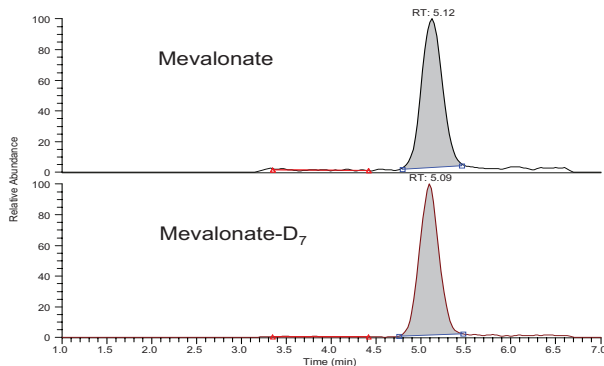 RT: 5.12
100
80
60
40
20
0
Mevalonate
Relative Abundance
RT: 5.09
100
80
60
40
20
0
Mevalonate-D7
1.0 1.5 2.0 2.5 3.0 3.5 4.0 4.5 5.0 5.5 6.0 6.5 7.0
Time (min)